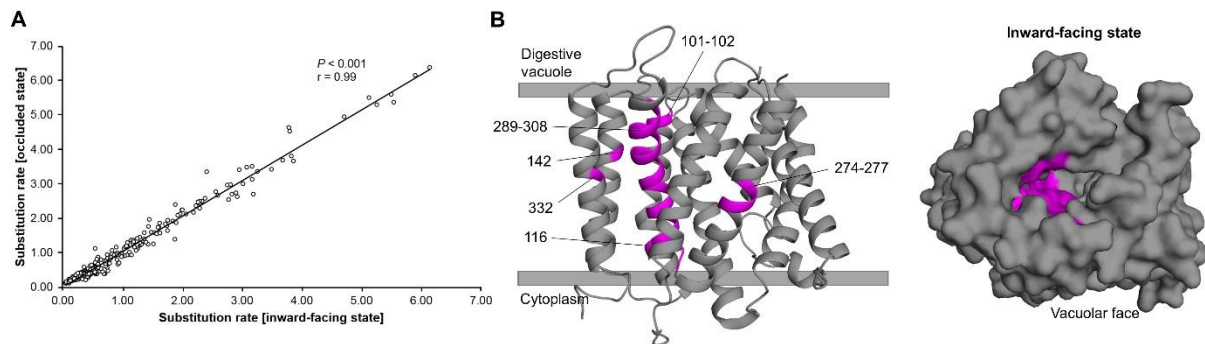 A
7.00
6.00
5.00
4.00
3.00
2.00
1.00
0.00
Substitution rate [occluded state]
P < 0.001
r = 0.99
0.00 1.00 2.00 3.00 4.00 5.00 6.00 7.00
Substitution rate [inward-facing state]
B
Digestive
vacuole
101-102
289-308
142
332
116
274-277
Cytoplasm
Inward-facing state
Vacuolar face